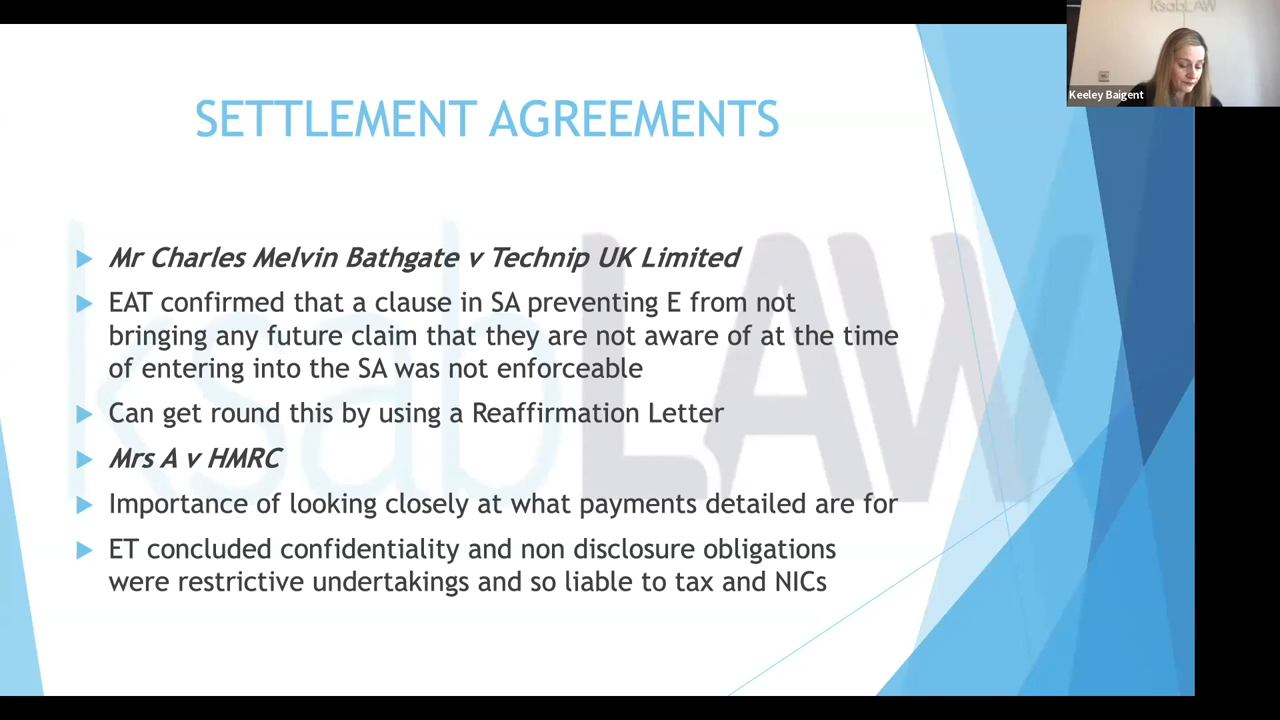 ksabLAW
Keeley Baigent
SETTLEMENT AGREEMENTS
ksabLAW
Mr Charles Melvin Bathgate v Technip UK Limited
EAT confirmed that a clause in SA preventing E from not
bringing any future claim that they are not aware of at the time
of entering into the SA was not enforceable
Can get round this by using a Reaffirmation Letter
Mrs A v HMRC
Importance of looking closely at what payments detailed are for
ET concluded confidentiality and non disclosure obligations
were restrictive undertakings and so liable to tax and NICs